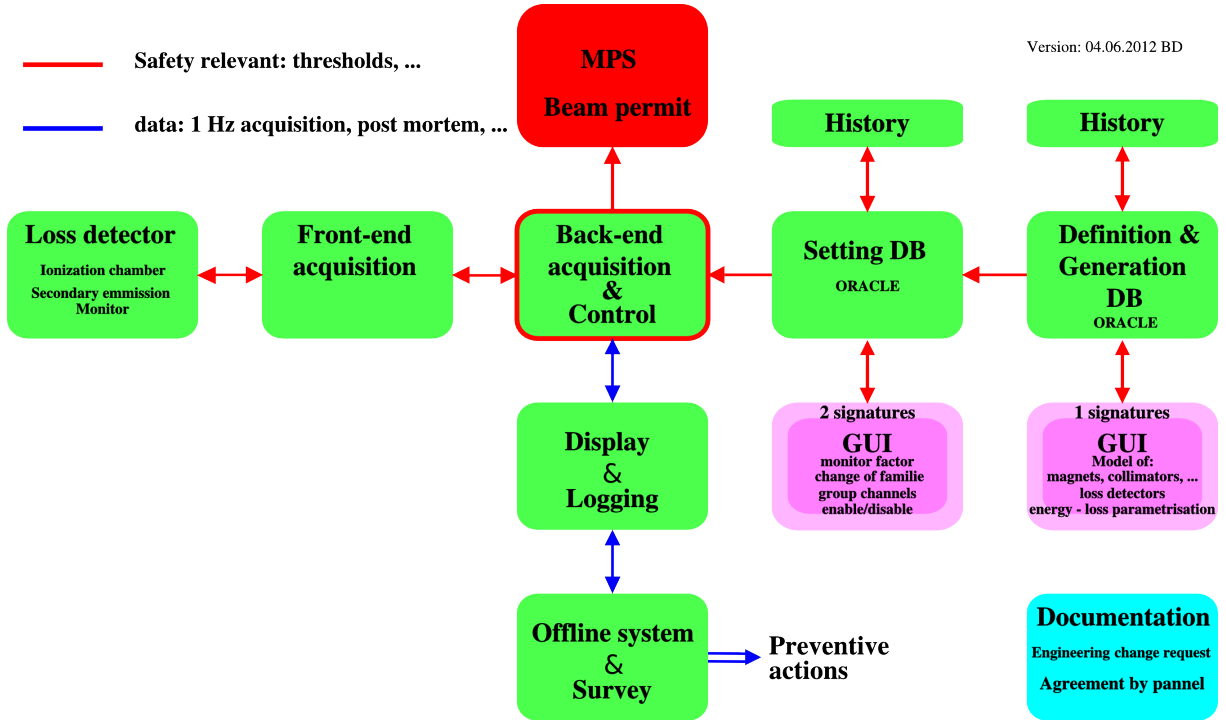 Safety relevant: thresholds, ...
data: 1 Hz acquisition, post mortem, ...
MPS
Beam permit
Version: 04.06.2012 BD
History
History
Loss detector
Ionization chamber
Secondary emmission
Monitor
Front-end
acquisition
Back-end
acquisition
&
Control
Setting DB
ORACLE
Definition &
Generation
DB
ORACLE
Display
&
Logging
2 signatures
GUI
monitor factor
change of familie
group channels
enable/disable
1 signatures
GUI
Model of:
magnets, collimators, ...
loss detectors
energy - loss parametrisation
Offline system
&
Survey
Preventive
actions
Documentation
Engineering change request
Agreement by pannel